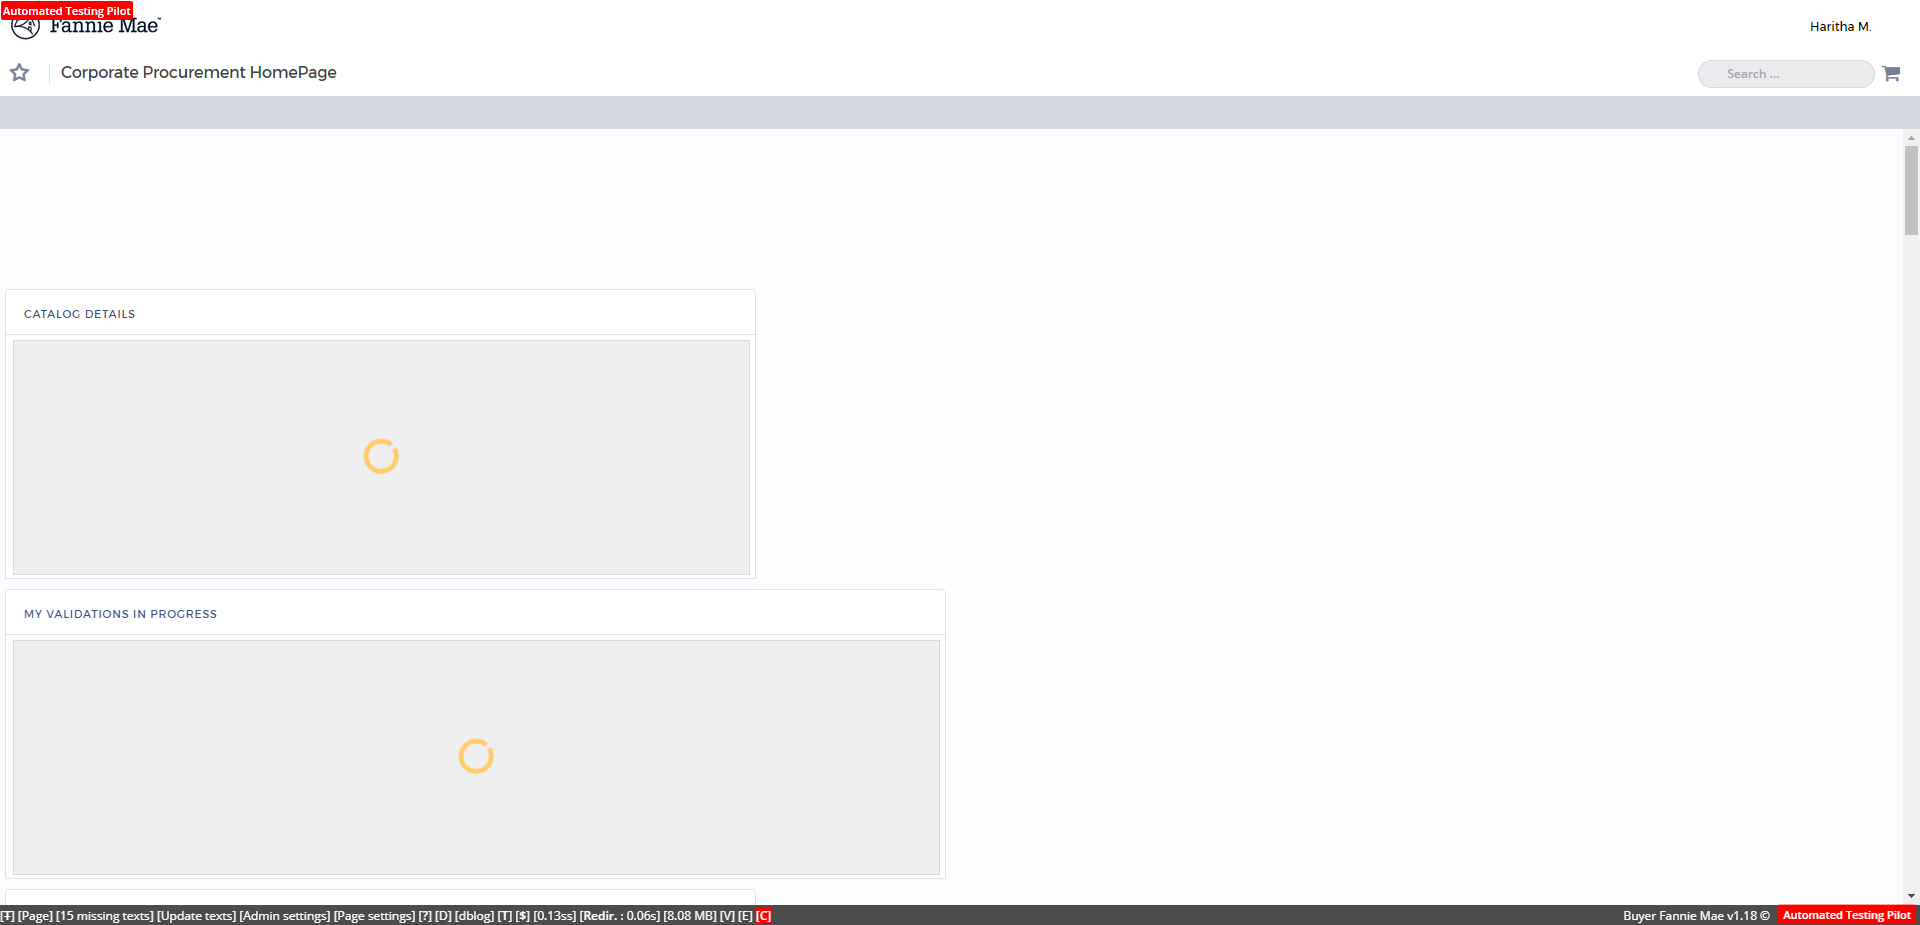 Automated Testing Pilot
Fannie Mae™
Haritha M.
Corporate Procurement HomePage
Search ...
CATALOG DETAILS
MY VALIDATIONS IN PROGRESS
[T] [Page] [15 missing texts] [Update texts] [Admin settings] [Page settings] [?] [D] [dblog] [T] [$] [0.13ss] [Redir. : 0.06s] [8.08 MB] [V] [E] [C]
Buyer Fannie Mae v1.18 © Automated Testing Pilot